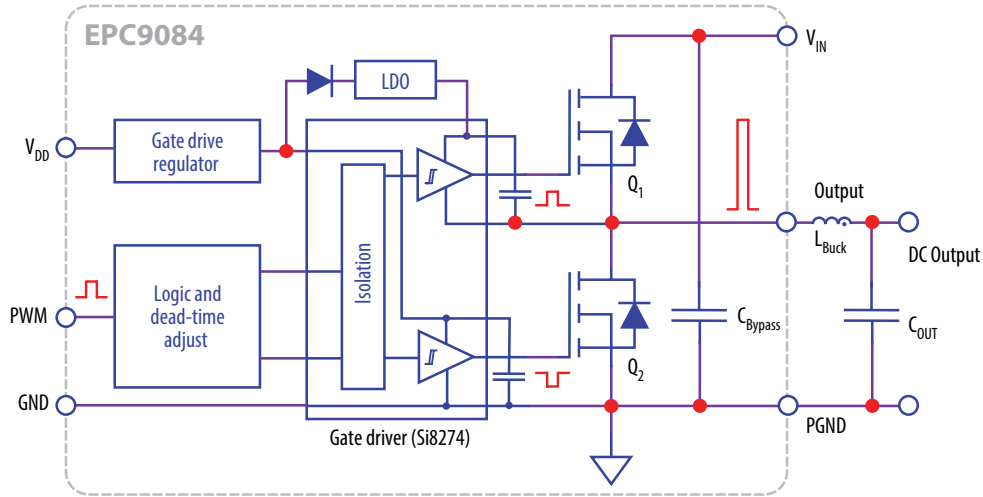 EPC9084
LDO
V_IN
V_DD
Gate drive
regulator
Q_1
Output
L_Buck
DC Output
Isolation
PWM
Logic and
dead-time
adjust
C_Bypass
C_OUT
Q_2
GND
PGND
Gate driver (Si8274)